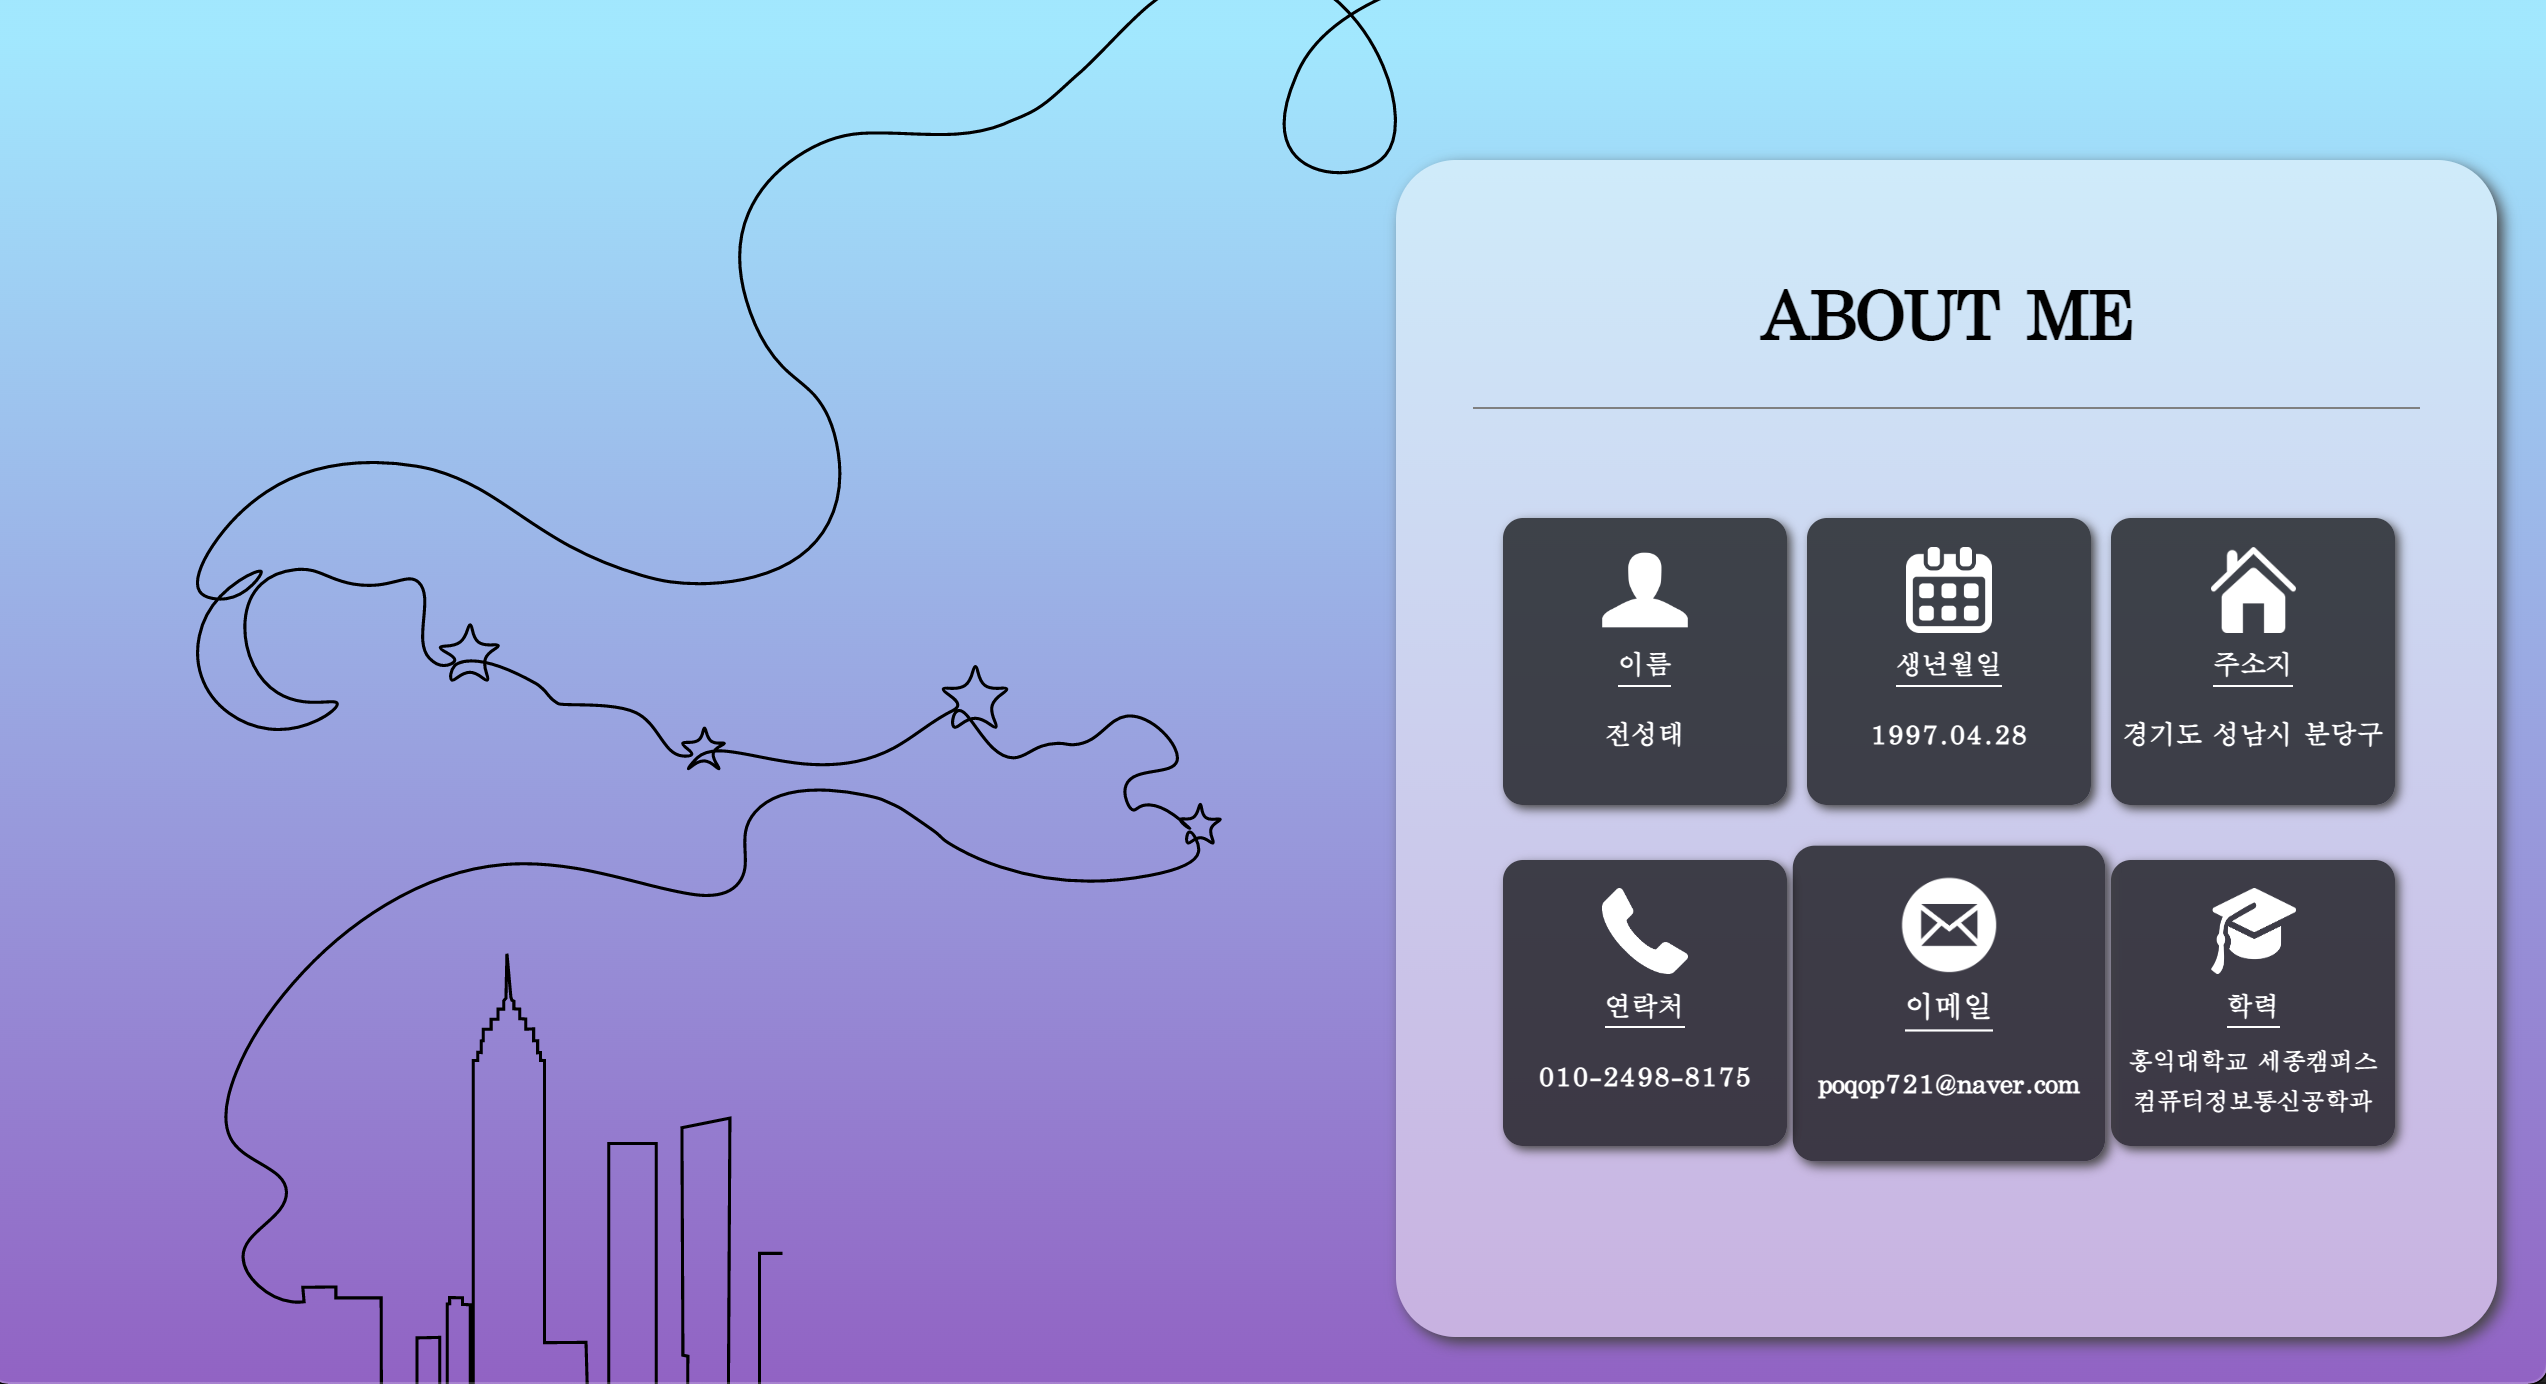 ABOUT ME
이름
전성태
생년월일
1997.04.28
주소지
경기도 성남시 분당구
연락처
010-2498-8175
이메일
poqop721@naver.com
학력
홍익대학교 세종캠퍼스
컴퓨터정보통신공학과